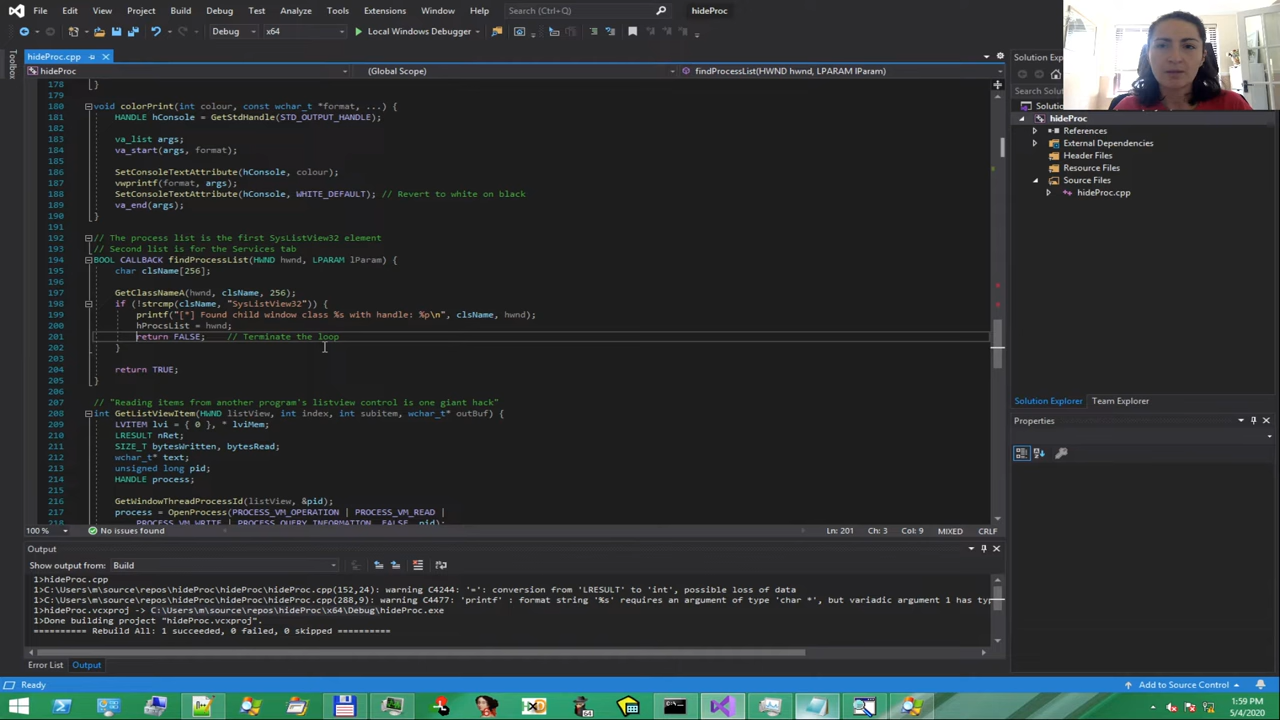 File Edit View Git Project Build Debug Test Analyze Tools Extensions Window Help Search (Ctrl+Q) hideProc
Debug x64 Local Windows Debugger
hideProc.cpp
Solution Explo
hideProc (Global Scope) findProcessList(HWND hwnd, LPARAM lParam)
Toolbox
Search Solutio
Solutio
hideProc
References
External Dependencies
Header Files
Resource Files
Source Files
hideProc.cpp
178 }
179
180 void colorPrint(int colour, const wchar_t *format, ...) {
181 HANDLE hConsole = GetStdHandle(STD_OUTPUT_HANDLE);
182
183 va_list args;
184 va_start(args, format);
185
186 SetConsoleTextAttribute(hConsole, colour);
187 vwprintf(format, args);
188 SetConsoleTextAttribute(hConsole, WHITE_DEFAULT); // Revert to white on black
189 va_end(args);
190 }
191
192 // The process list is the first SysListView32 element
193 // Second list is for the Services tab
194 BOOL CALLBACK findProcessList(HWND hwnd, LPARAM lParam) {
195 char clsName[256];
196
197 GetClassNameA(hwnd, clsName, 256);
198 if (!strcmp(clsName, "SysListView32")) {
199 printf("[*] Found child window class %s with handle: %p\n", clsName, hwnd);
200 hProcsList = hwnd;
201 return FALSE; // Terminate the loop
202 }
203
204 return TRUE;
205 }
206
207 // "Reading items from another program's listview control is one giant hack"
208 int GetListViewItem(HWND listView, int index, int subitem, wchar_t* outBuf) {
209 LVITEM lvi = { 0 }, * lviMem;
210 LRESULT nRet;
211 SIZE_T bytesWritten, bytesRead;
212 wchar_t* text;
213 unsigned long pid;
214 HANDLE process;
215
216 GetWindowThreadProcessId(listView, &pid);
217 process = OpenProcess(PROCESS_VM_OPERATION | PROCESS_VM_READ |
218 PROCESS_VM_WRITE | PROCESS_QUERY_INFORMATION, FALSE, pid);
100 % No issues found Ln: 201 Ch: 3 Col: 9 MIXED CRLF
Solution Explorer Team Explorer
Properties
Output
Show output from: Build
1>hideProc.cpp
1>C:\Users\m\source\repos\hideProc\hideProc\hideProc.cpp(152,24): warning C4244: '=': conversion from 'LRESULT' to 'int', possible loss of data
1>C:\Users\m\source\repos\hideProc\hideProc\hideProc.cpp(288,9): warning C4477: 'printf' : format string '%s' requires an argument of type 'char *', but variadic argument 1 has typ
1>hideProc.vcxproj -> C:\Users\m\source\repos\hideProc\x64\Debug\hideProc.exe
1>Done building project "hideProc.vcxproj".
========== Rebuild All: 1 succeeded, 0 failed, 0 skipped ==========
Error List Output
Ready Add to Source Control
1:59 PM
5/4/2020